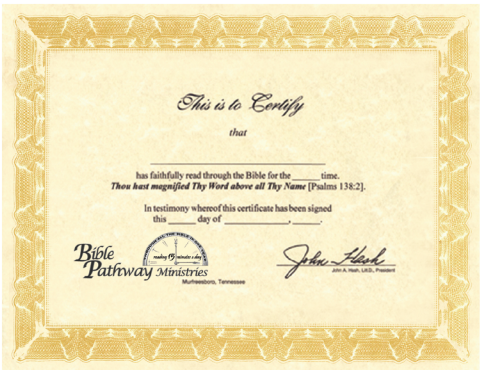 This is to Certify
that
has faithfully read through the Bible for the ______ time.
Thou hast magnified Thy Word above all Thy Name [Psalms 138:2].
In testimony whereof this certificate has been signed
this ______ day of ______________, ______.
reading 15 minutes a day
Bible
Pathway Ministries
Murfreesboro, Tennessee
John Hash
John A. Hash, Litt.D., President